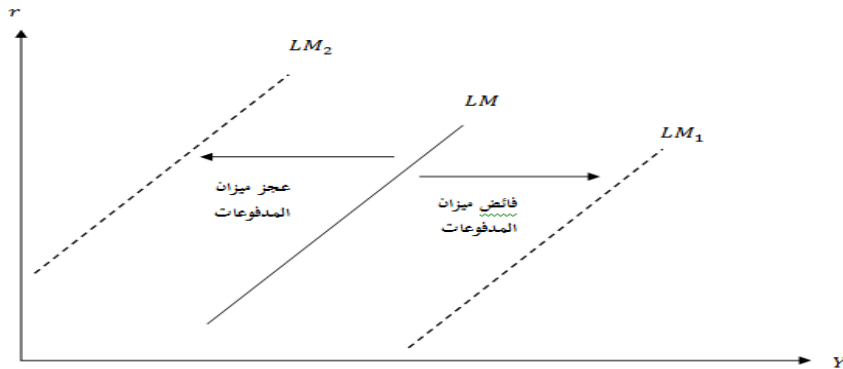 r
LM₂
LM
LM₁
عجز ميزان
المدفوعات
فائض ميزان
المدفوعات
Y